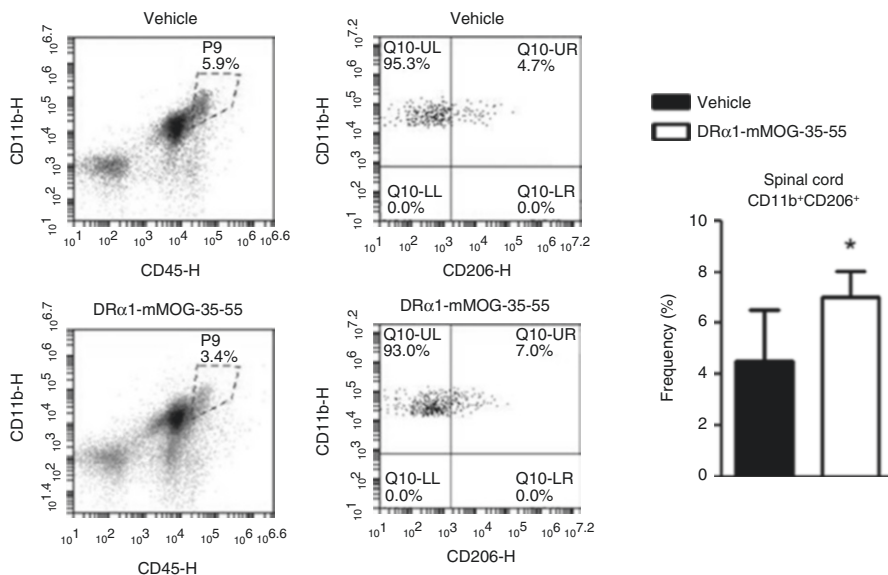 Vehicle
CD11b-H
10^6.7
10^6
10^5
10^4
10^3
10^2
10^1
P9
5.9%
10^1 10^2 10^3 10^4 10^5 10^6.6
CD45-H
Vehicle
CD11b-H
10^7.2
10^6
10^5
10^4
10^3
10^2
10^1
Q10-UL Q10-UR
95.3% 4.7%
Q10-LL Q10-LR
0.0% 0.0%
10^1 10^2 10^3 10^4 10^5 10^7.2
CD206-H
DRα1-mMOG-35-55
CD11b-H
10^6.7
10^6
10^5
10^4
10^3
10^2
10^1.4
P9
3.4%
10^1 10^2 10^3 10^4 10^5 10^6.6
CD45-H
DRα1-mMOG-35-55
CD11b-H
10^7.2
10^6
10^5
10^4
10^3
10^2
10^1
Q10-UL Q10-UR
93.0% 7.0%
Q10-LL Q10-LR
0.0% 0.0%
10^1 10^2 10^3 10^4 10^5 10^6 10^7.2
CD206-H
Vehicle
DRα1-mMOG-35-55
Spinal cord
CD11b⁺CD206⁺
Frequency (%)
10
8
6
4
2
0
*